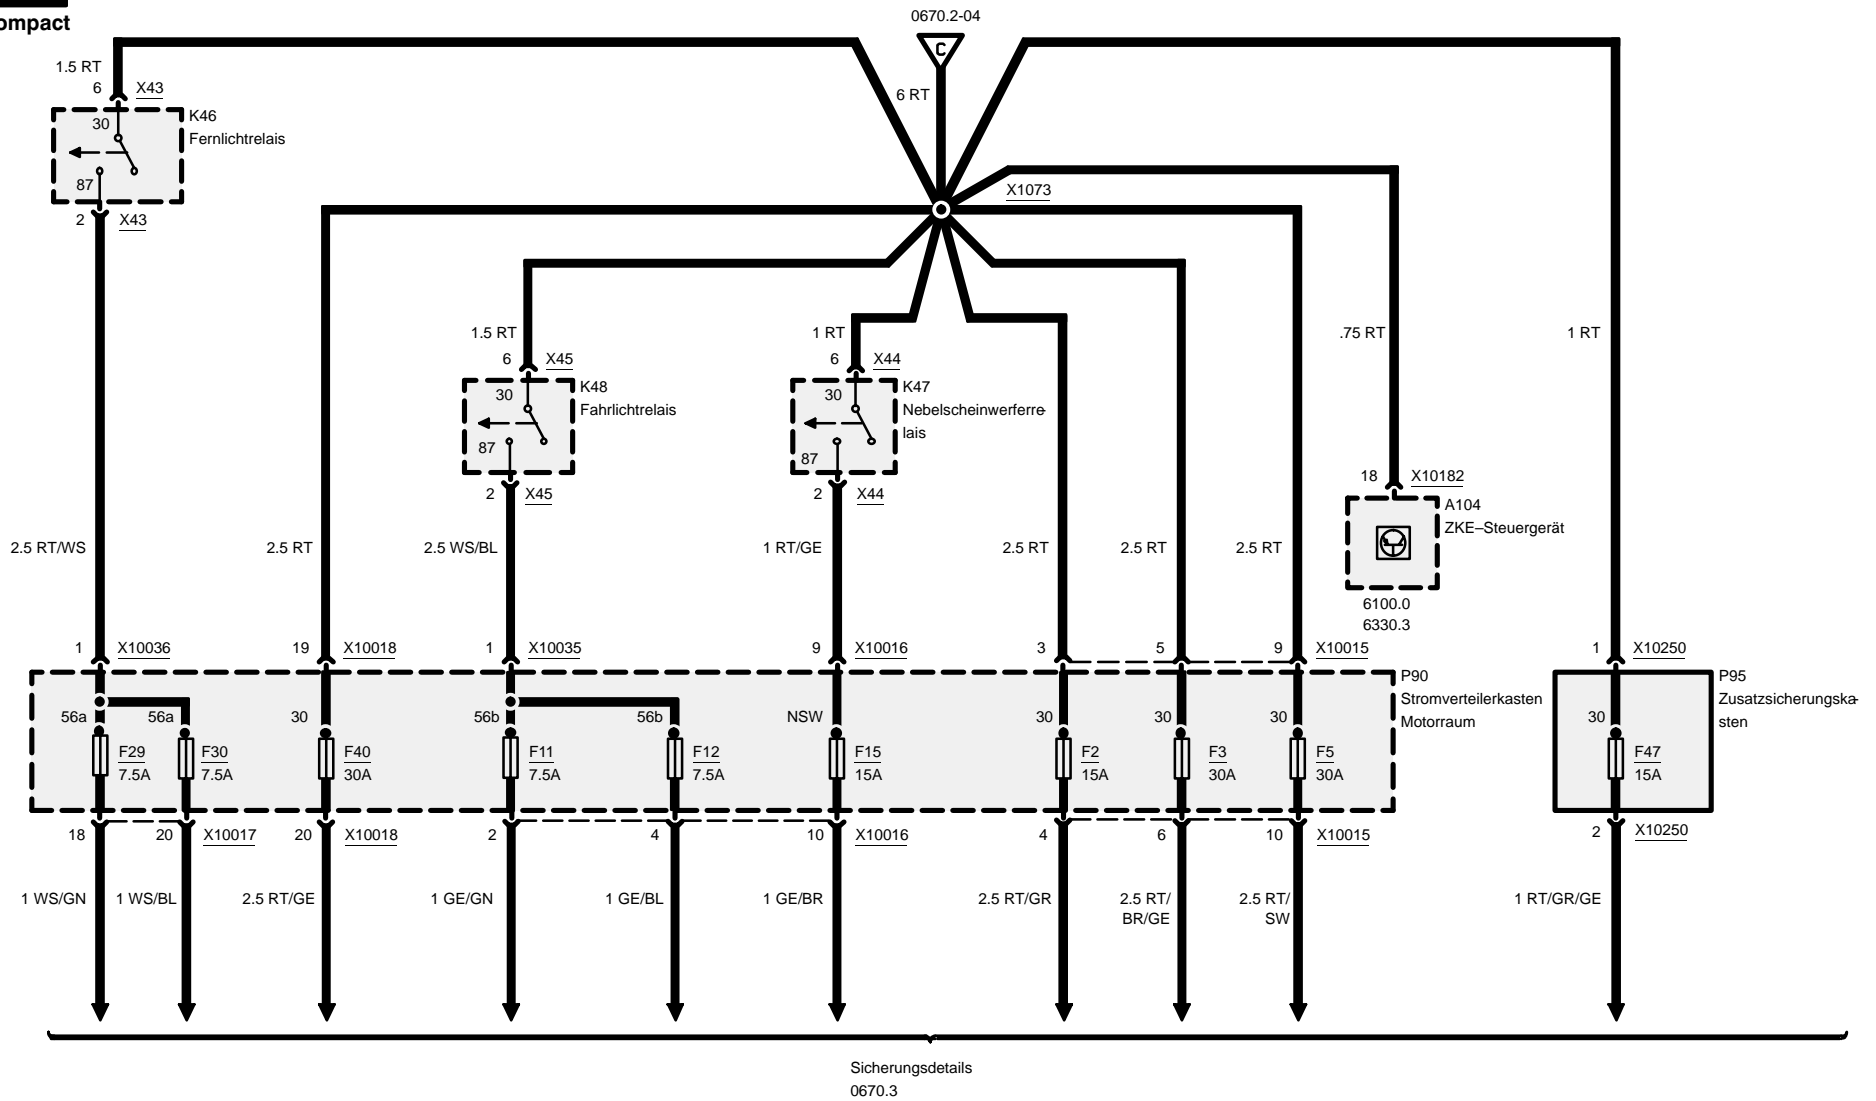 ompact
0670.2-04
C
1.5 RT
6 X43
6 RT
30
K46
Fernlichtrelais
87
2 X43
X1073
1.5 RT
1 RT
.75 RT
1 RT
6 X45
6 X44
30
K48
Fahrlichtrelais
87
30
K47
Nebelscheinwerferre-
lais
87
2 X45
2 X44
18 X10182
A104
ZKE–Steuergerät
2.5 RT/WS
2.5 RT
2.5 WS/BL
1 RT/GE
2.5 RT
2.5 RT
2.5 RT
6100.0
6330.3
1 X10036
19 X10018
1 X10035
9 X10016
3
5
9 X10015
1 X10250
P90
Stromverteilerkasten
Motorraum
P95
Zusatzsicherungska-
sten
56a
56a
30
56b
56b
NSW
30
30
30
30
F29
7.5A
F30
7.5A
F40
30A
F11
7.5A
F12
7.5A
F15
15A
F2
15A
F3
30A
F5
30A
F47
15A
18
20 X10017
20 X10018
2
4
10 X10016
4
6
10 X10015
2 X10250
1 WS/GN
1 WS/BL
2.5 RT/GE
1 GE/GN
1 GE/BL
1 GE/BR
2.5 RT/GR
2.5 RT/
BR/GE
2.5 RT/
SW
1 RT/GR/GE
Sicherungsdetails
0670.3